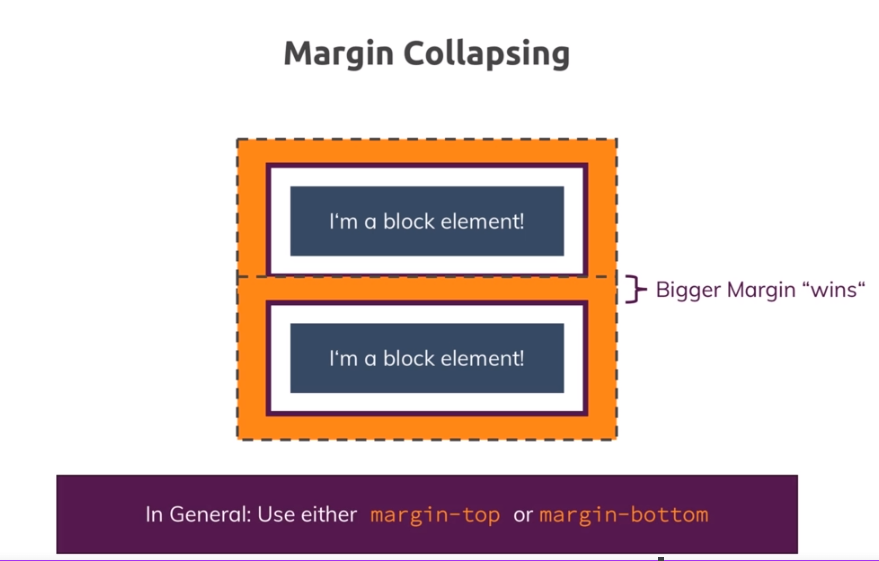 Margin Collapsing
I‘m a block element!
Bigger Margin “wins“
I‘m a block element!
In General: Use either margin-top or margin-bottom